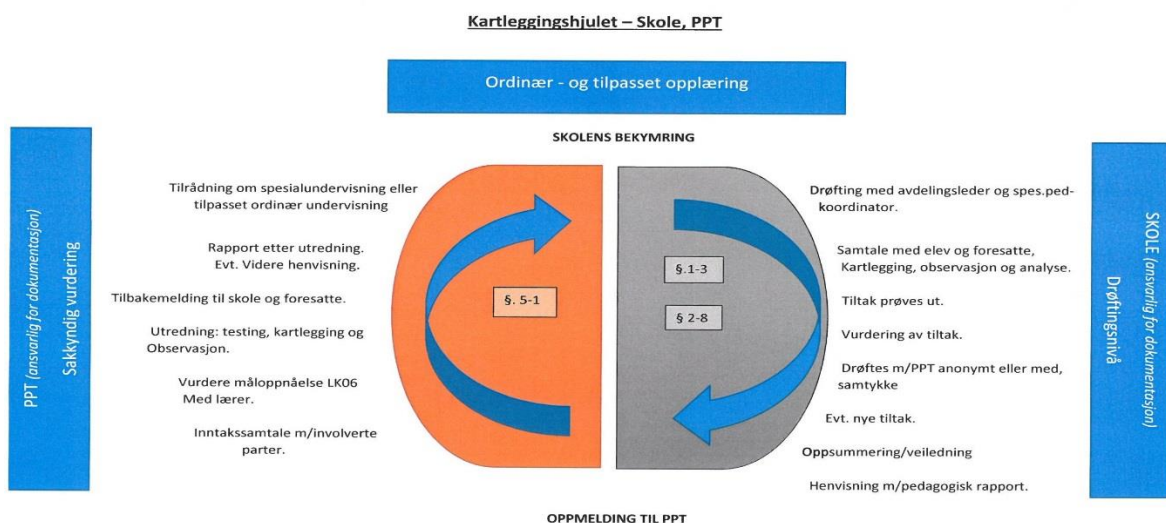 Kartleggingshjulet – Skole, PPT
Ordinær - og tilpasset opplæring
SKOLENS BEKYMRING
PPT (ansvarlig for dokumentasjon)
Sakkyndig vurdering
Tilrådning om spesialundervisning eller
tilpasset ordinær undervisning
Rapport etter utredning.
Evt. Videre henvisning.
Tilbakemelding til skole og foresatte.
Utredning: testing, kartlegging og
Observasjon.
Vurdere måloppnåelse LK06
Med lærer.
Inntakssamtale m/involverte
parter.
§. 5-1
§.1-3
§ 2-8
Drøfting med avdelingsleder og spes.ped-
koordinator.
Samtale med elev og foresatte,
Kartlegging, observasjon og analyse.
Tiltak prøves ut.
Vurdering av tiltak.
Drøftes m/PPT anonymt eller med,
samtykke
Evt. nye tiltak.
Oppsummering/veiledning
Henvisning m/pedagogisk rapport.
SKOLE (ansvarlig for dokumentasjon)
Drøftingsnivå
OPPMELDING TIL PPT